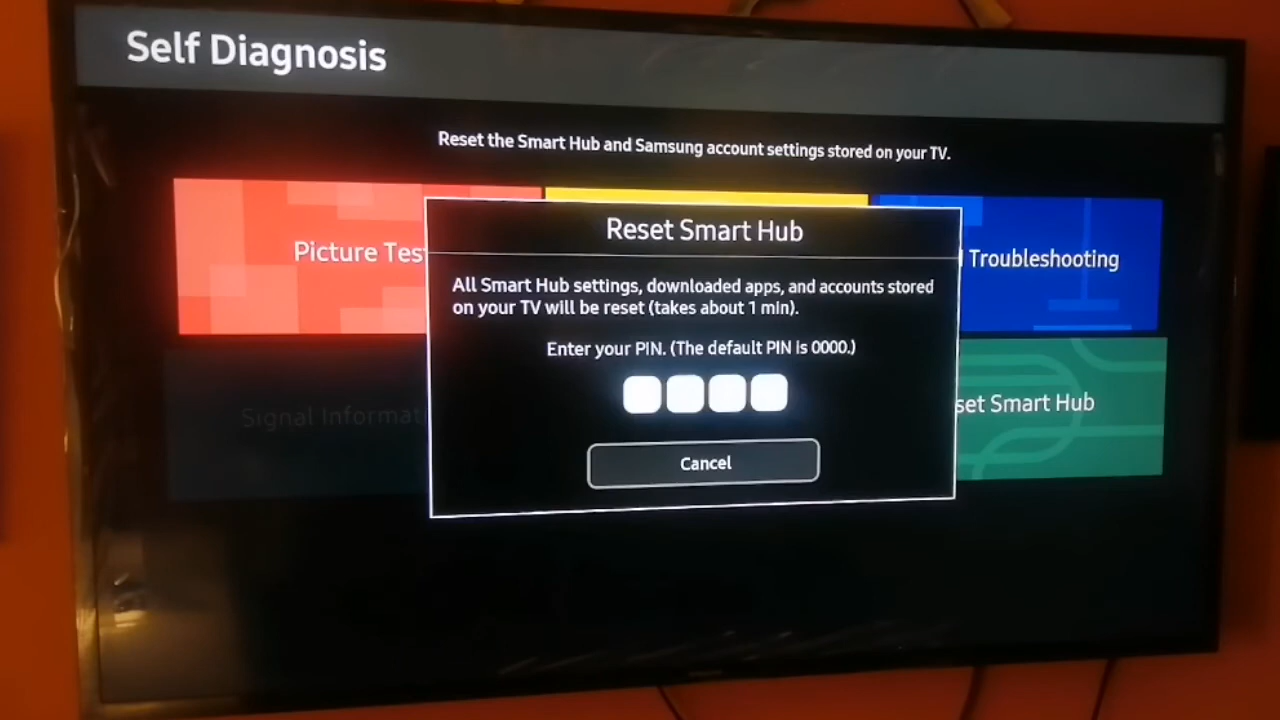 Self Diagnosis
Reset the Smart Hub and Samsung account settings stored on your TV.
Picture Tes
Troubleshooting
Signal Informat
set Smart Hub
Reset Smart Hub
All Smart Hub settings, downloaded apps, and accounts stored
on your TV will be reset (takes about 1 min).
Enter your PIN. (The default PIN is 0000.)
Cancel